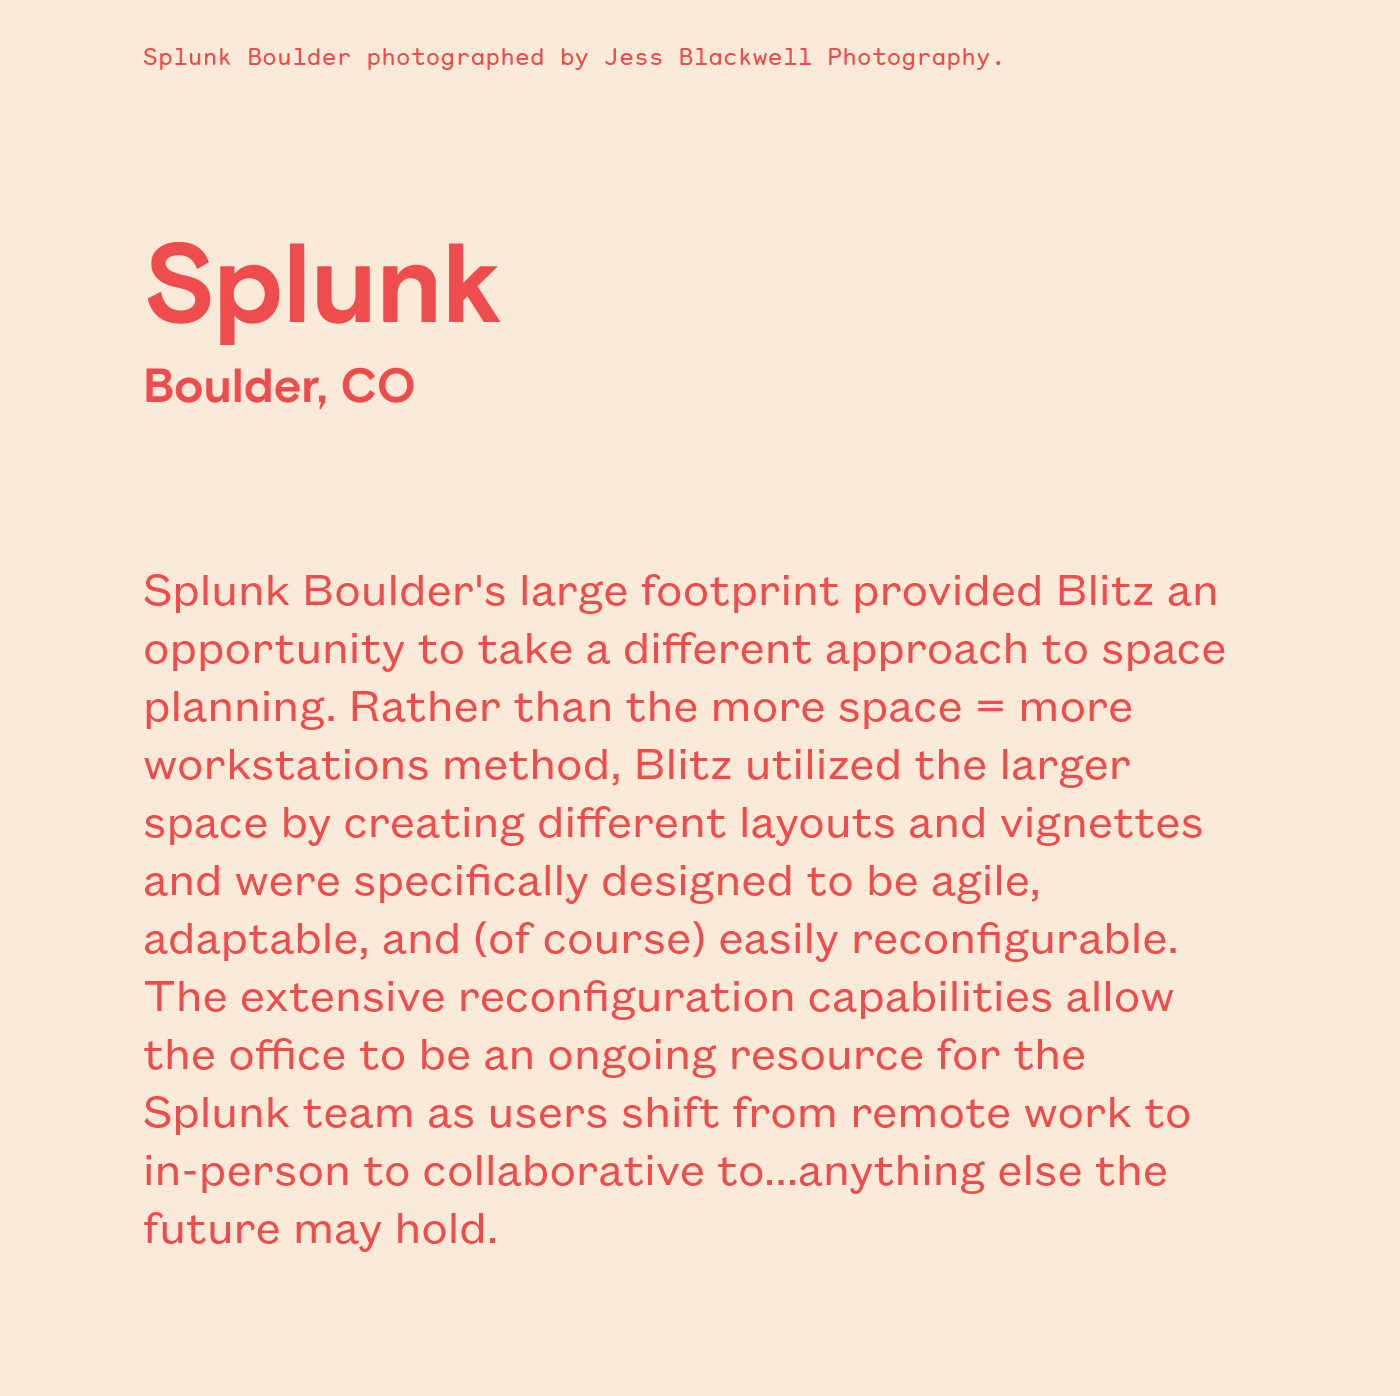 Splunk Boulder photographed by Jess Blackwell Photography.
Splunk
Boulder, CO
Splunk Boulder's large footprint provided Blitz an
opportunity to take a different approach to space
planning. Rather than the more space = more
workstations method, Blitz utilized the larger
space by creating different layouts and vignettes
and were specifically designed to be agile,
adaptable, and (of course) easily reconfigurable.
The extensive reconfiguration capabilities allow
the office to be an ongoing resource for the
Splunk team as users shift from remote work to
in-person to collaborative to...anything else the
future may hold.